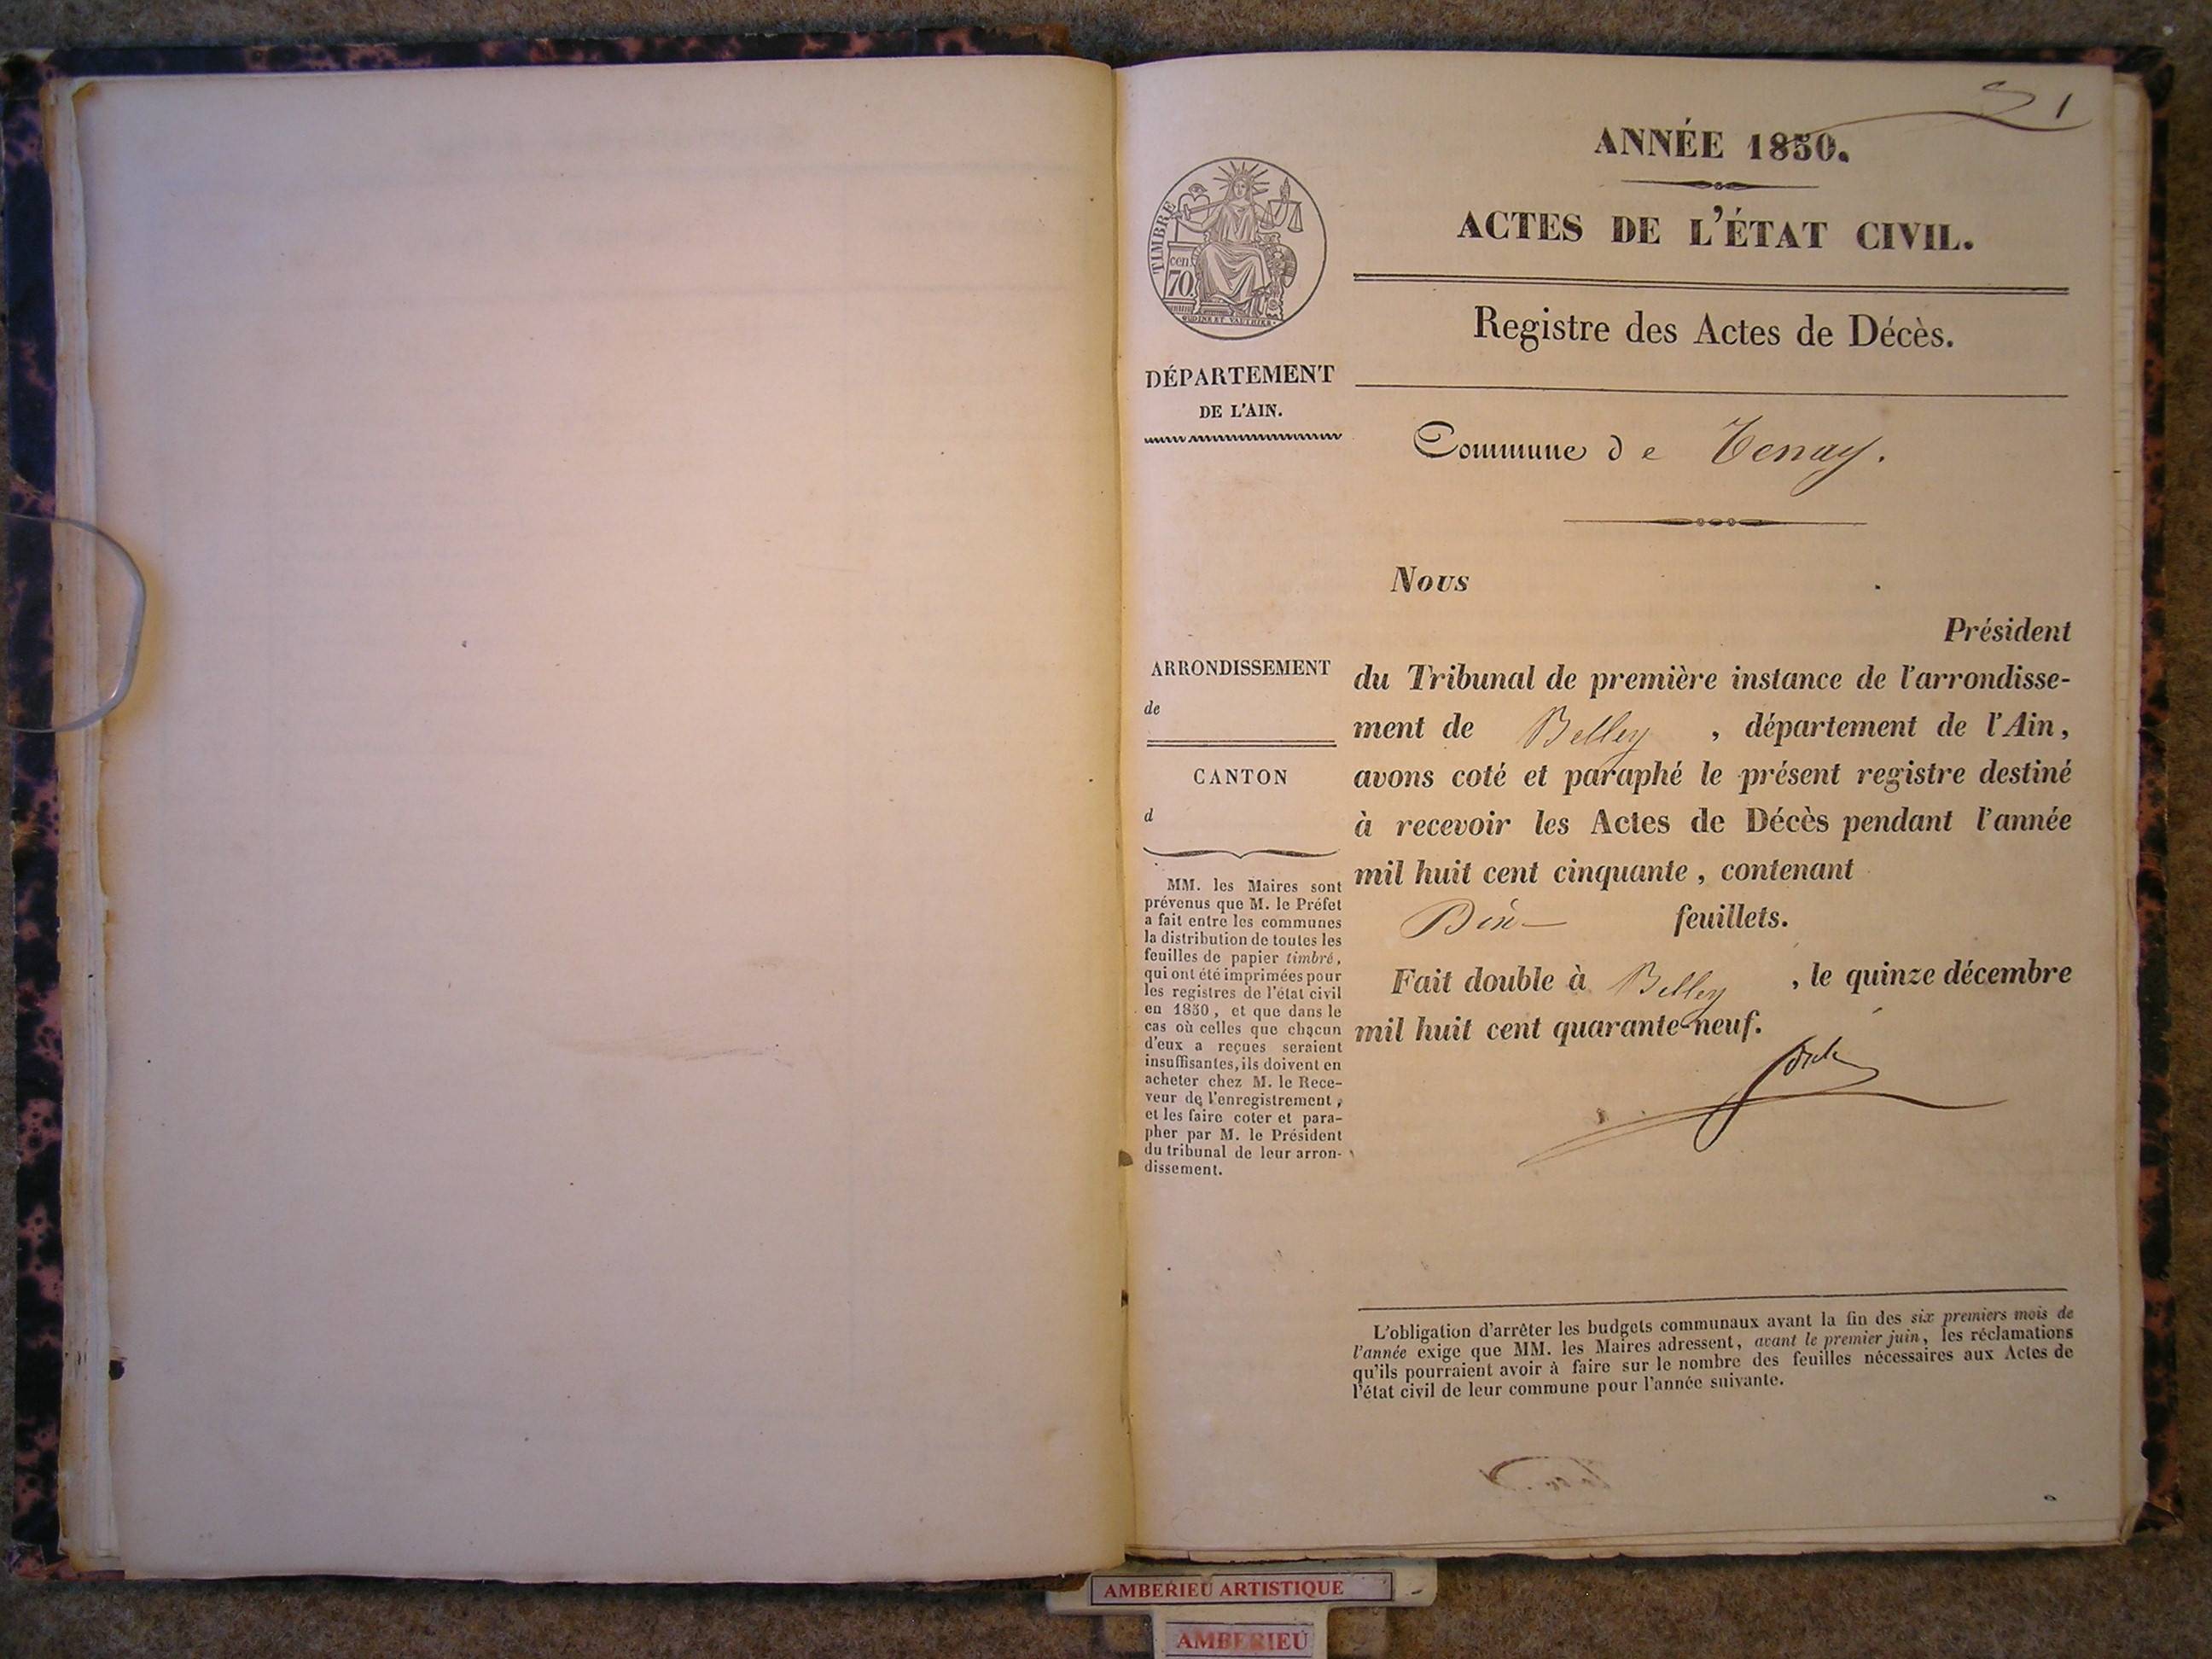 1
ANNÉE 1850.
ACTES DE L'ÉTAT CIVIL.
Registre des Actes de Décès.
TIMBRE
cen.
70.
DÉPARTEMENT
DE L'AIN.
Commune de Tenay.
Nous
Président
du Tribunal de première instance de l'arrondisse-
ment de Belley , département de l'Ain,
avons coté et paraphé le présent registre destiné
à recevoir les Actes de Décès pendant l'année
mil huit cent cinquante , contenant
feuillets.
Fait double à Belley , le quinze décembre
mil huit cent quarante-neuf.
ARRONDISSEMENT
de
CANTON
d
MM. les Maires sont
prévenus que M. le Préfet
a fait entre les communes
la distribution de toutes les
feuilles de papier timbré,
qui ont été imprimées pour
les registres de l'état civil
en 1850, et que dans le
cas où celles que chacun
d'eux a reçues seraient
insuffisantes, ils doivent en
acheter chez M. le Rece-
veur de l'enregistrement,
et les faire coter et para-
pher par M. le Président
du tribunal de leur arron-
dissement.
L'obligation d'arrêter les budgets communaux avant la fin des six premiers mois de
l'année exige que MM. les Maires adressent, avant le premier juin, les réclamations
qu'ils pourraient avoir à faire sur le nombre des feuilles nécessaires aux Actes de
l'état civil de leur commune pour l'année suivante.
AMBERIEU ARTISTIQUE
AMBERIEU